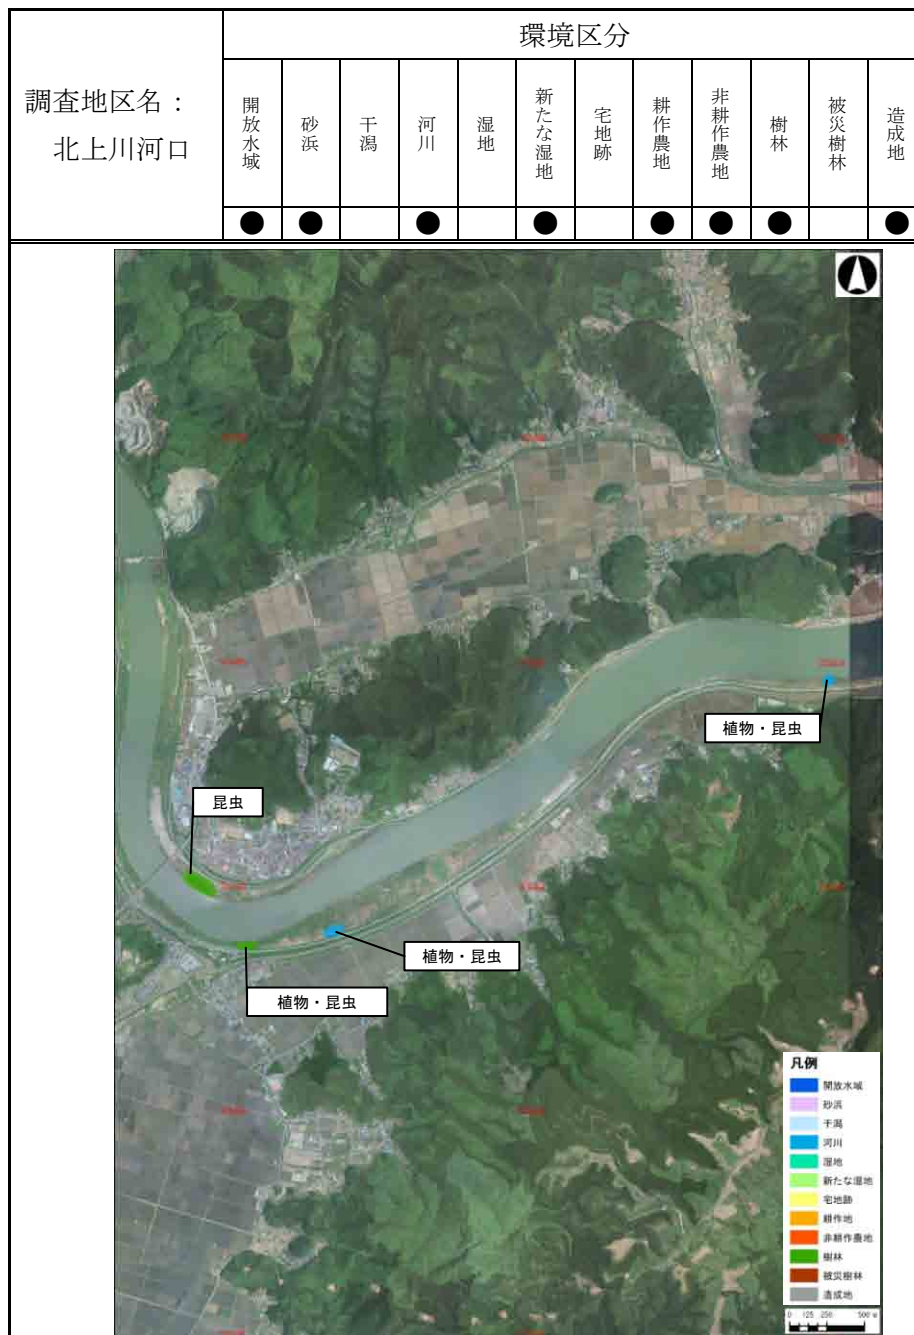 環境区分
調査地区名：
北上川河口
開放水域
砂浜
干潟
河川
湿地
新たな湿地
宅地跡
耕作農地
非耕作農地
樹林
被災樹林
造成地
● ● ● ● ● ● ● ●
植物・昆虫
昆虫
植物・昆虫
植物・昆虫
凡例
開放水域
砂浜
干潟
河川
湿地
新たな湿地
宅地跡
耕作地
非耕作農地
樹林
被災樹林
造成地
0 125 250 500 m